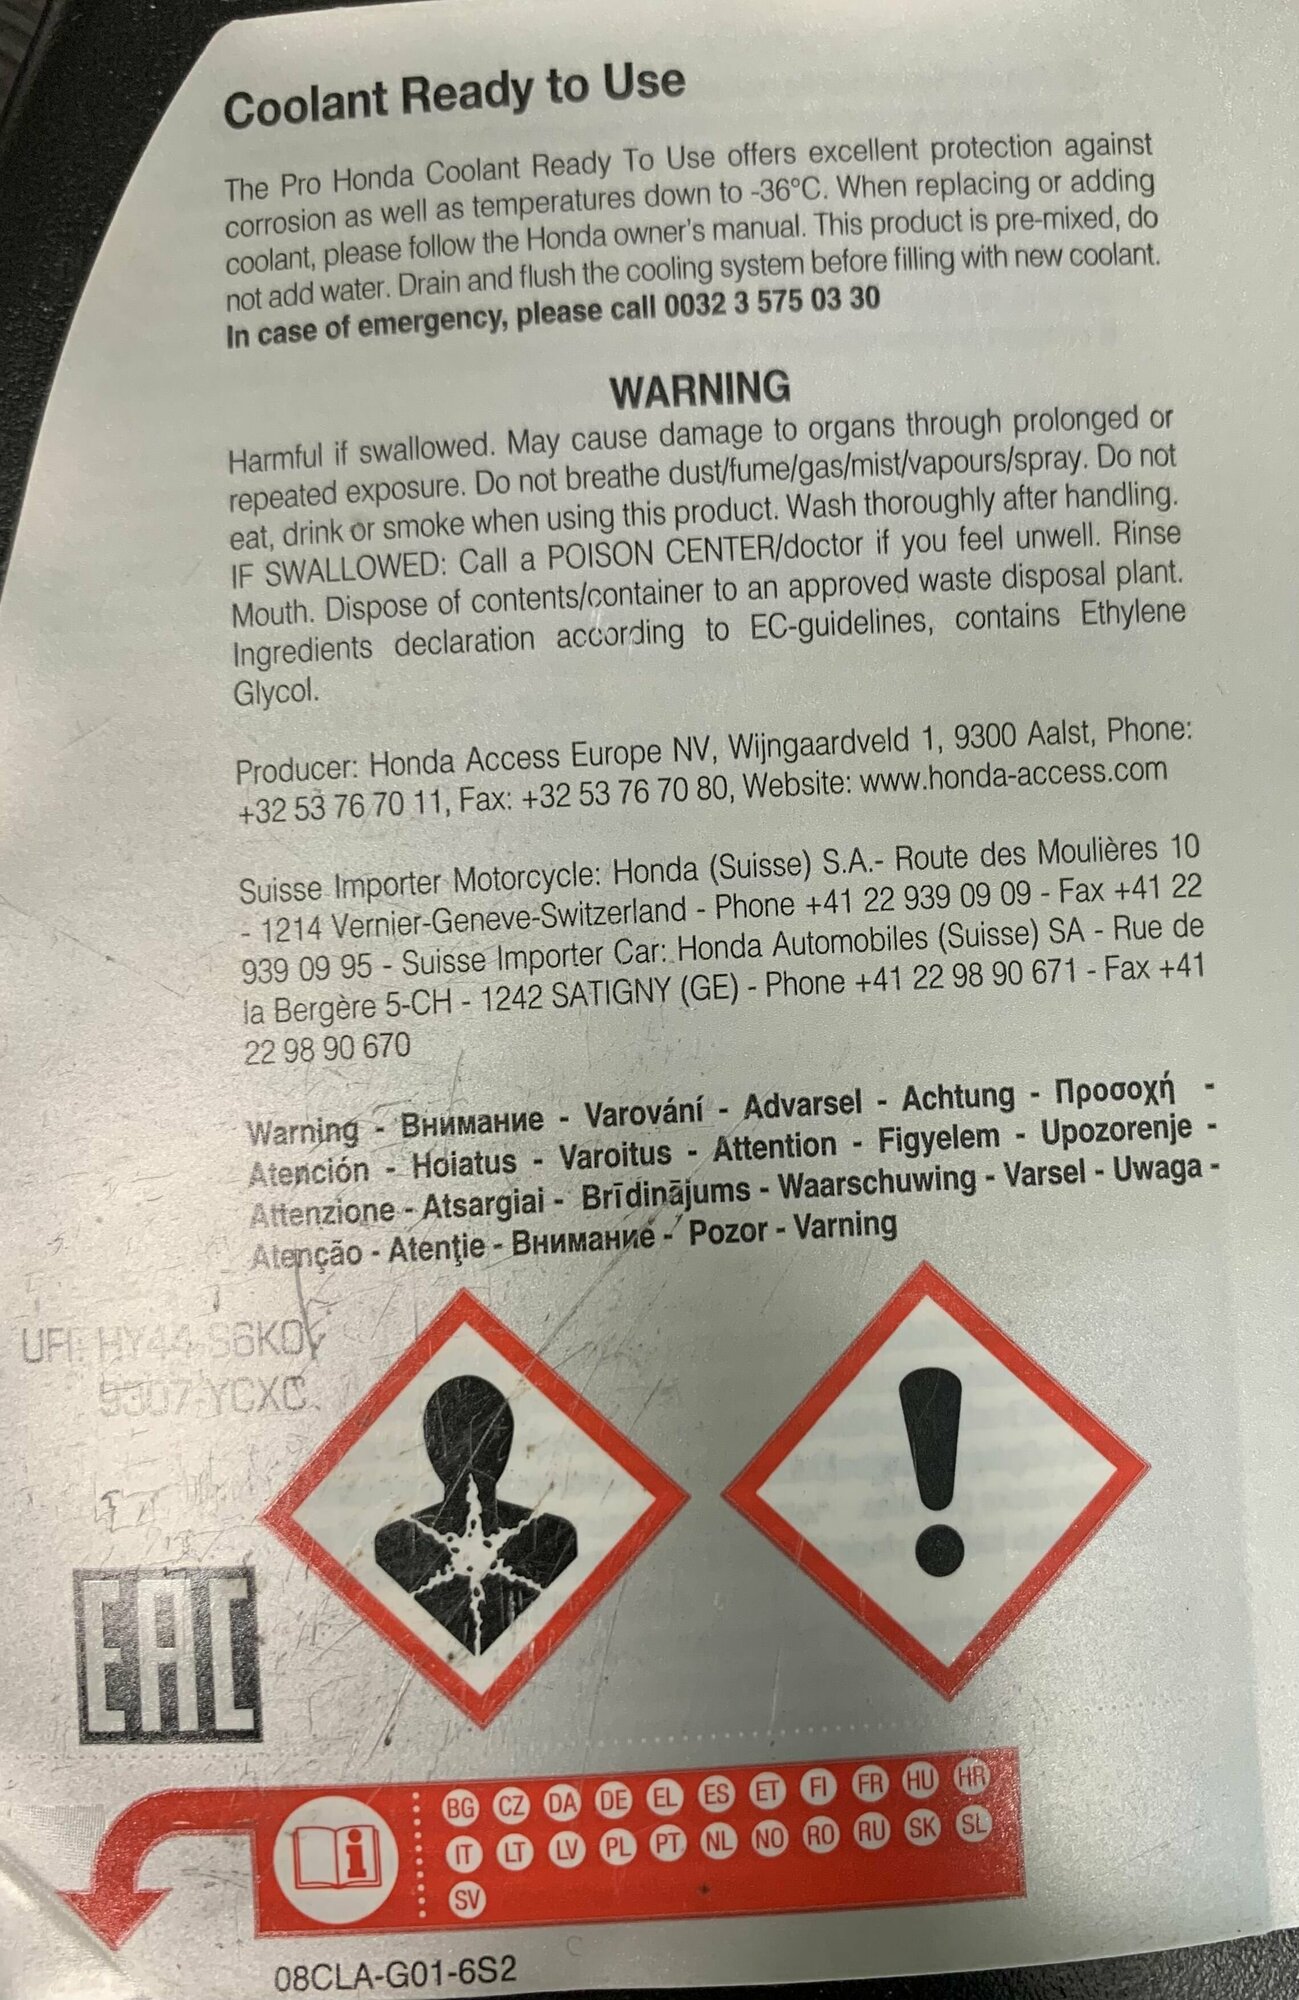 Coolant Ready to Use
The Pro Honda Coolant Ready To Use offers excellent protection against
corrosion as well as temperatures down to -36°C. When replacing or adding
coolant, please follow the Honda owner's manual. This product is pre-mixed, do
not add water. Drain and flush the cooling system before filling with new coolant.
In case of emergency, please call 0032 3 575 03 30
WARNING
Harmful if swallowed. May cause damage to organs through prolonged or
repeated exposure. Do not breathe dust/fume/gas/mist/vapours/spray. Do not
eat, drink or smoke when using this product. Wash thoroughly after handling.
IF SWALLOWED: Call a POISON CENTER/doctor if you feel unwell. Rinse
Mouth. Dispose of contents/container to an approved waste disposal plant.
Ingredients declaration according to EC-guidelines, contains Ethylene
Glycol.
Producer: Honda Access Europe NV, Wijngaardveld 1, 9300 Aalst, Phone:
+32 53 76 70 11, Fax: +32 53 76 70 80, Website: www.honda-access.com
Suisse Importer Motorcycle: Honda (Suisse) S.A.- Route des Moulières 10
- 1214 Vernier-Geneve-Switzerland - Phone +41 22 939 09 09 - Fax +41 22
939 09 95 - Suisse Importer Car: Honda Automobiles (Suisse) SA - Rue de
la Bergère 5-CH - 1242 SATIGNY (GE) - Phone +41 22 98 90 671 - Fax +41
22 98 90 670
Warning - Внимание - Varování - Advarsel - Achtung - Προσοχή -
Atención - Hoiatus - Varoitus - Attention - Figyelem - Upozorenje -
Attenzione - Atsargiai - Brīdinājums - Waarschuwing - Varsel - Uwaga -
Atenção - Atenţie - Внимание - Pozor - Varning
UFI:
EAC
BG CZ DA DE EL ES ET FI FR HU HR
IT LT LV PL PT NL NO RO RU SK SL
SV
08CLA-G01-6S2